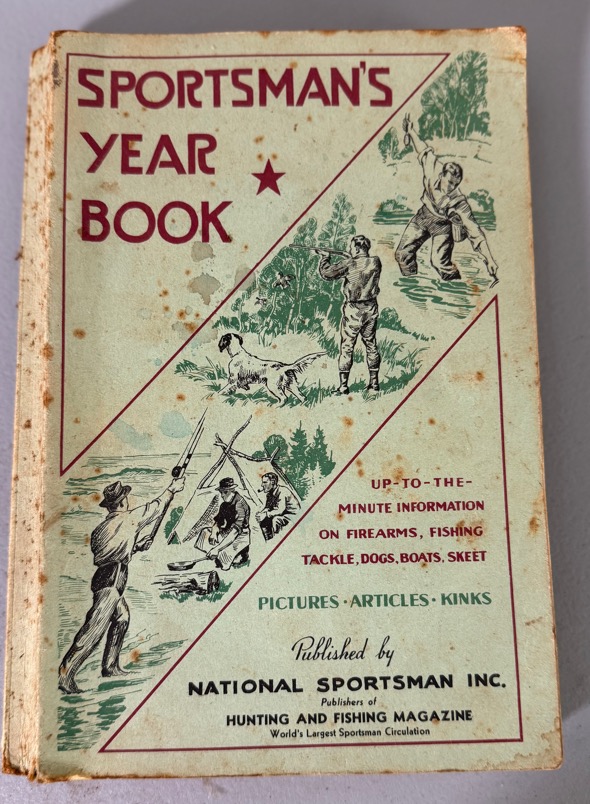 SPORTSMAN'S
YEAR
BOOK
UP-TO-THE-
MINUTE INFORMATION
ON FIREARMS, FISHING
TACKLE, DOGS, BOATS, SKEET
PICTURES · ARTICLES · KINKS
Published by
NATIONAL SPORTSMAN INC.
Publishers of
HUNTING AND FISHING MAGAZINE
World's Largest Sportsman Circulation